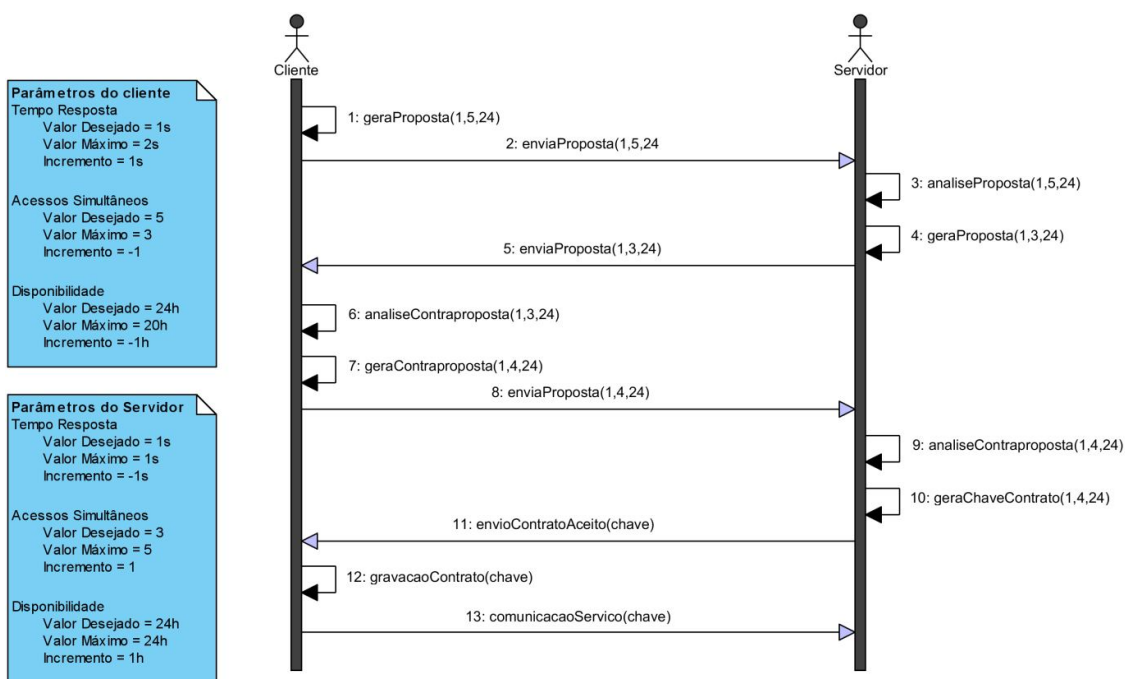 Cliente
Servidor
Parâmetros do cliente
Tempo Resposta
Valor Desejado = 1s
Valor Máximo = 2s
Incremento = 1s
Acessos Simultâneos
Valor Desejado = 5
Valor Máximo = 3
Incremento = -1
Disponibilidade
Valor Desejado = 24h
Valor Máximo = 20h
Incremento = -1h
Parâmetros do Servidor
Tempo Resposta
Valor Desejado = 1s
Valor Máximo = 1s
Incremento = -1s
Acessos Simultâneos
Valor Desejado = 3
Valor Máximo = 5
Incremento = 1
Disponibilidade
Valor Desejado = 24h
Valor Máximo = 24h
Incremento = 1h
1: geraProposta(1,5,24)
2: enviaProposta(1,5,24
3: analiseProposta(1,5,24)
4: geraProposta(1,3,24)
5: enviaProposta(1,3,24)
6: analiseContraproposta(1,3,24)
7: geraContraproposta(1,4,24)
8: enviaProposta(1,4,24)
9: analiseContraproposta(1,4,24)
10: geraChaveContrato(1,4,24)
11: envioContratoAceito(chave)
12: gravacaoContrato(chave)
13: comunicacaoServico(chave)